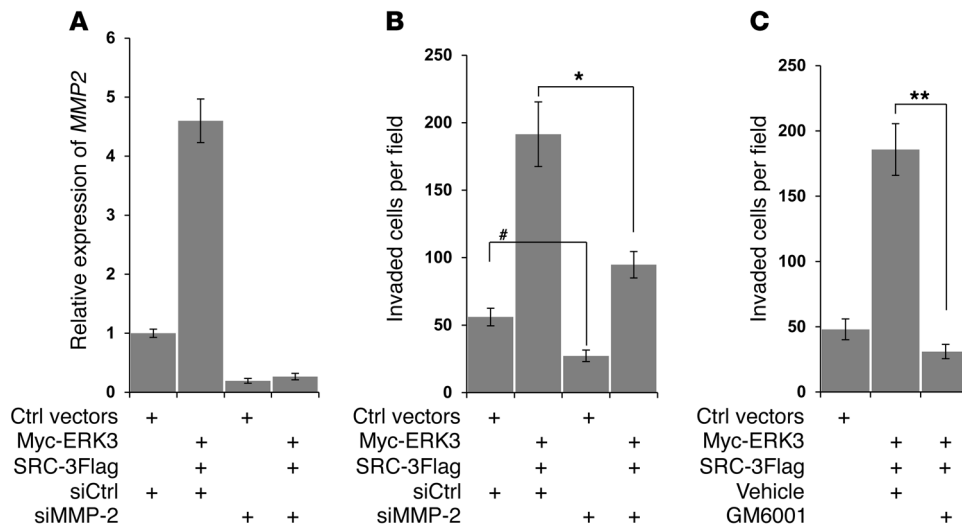 A
Relative expression of MMP2
6
5
4
3
2
1
0
Ctrl vectors + +
Myc-ERK3 + +
SRC-3Flag + +
siCtrl + +
siMMP-2 + +
B
Invaded cells per field
250
200
150
100
50
0
*
#
Ctrl vectors + +
Myc-ERK3 + +
SRC-3Flag + +
siCtrl + +
siMMP-2 + +
C
Invaded cells per field
250
200
150
100
50
0
**
Ctrl vectors +
Myc-ERK3 + +
SRC-3Flag + +
Vehicle +
GM6001 +